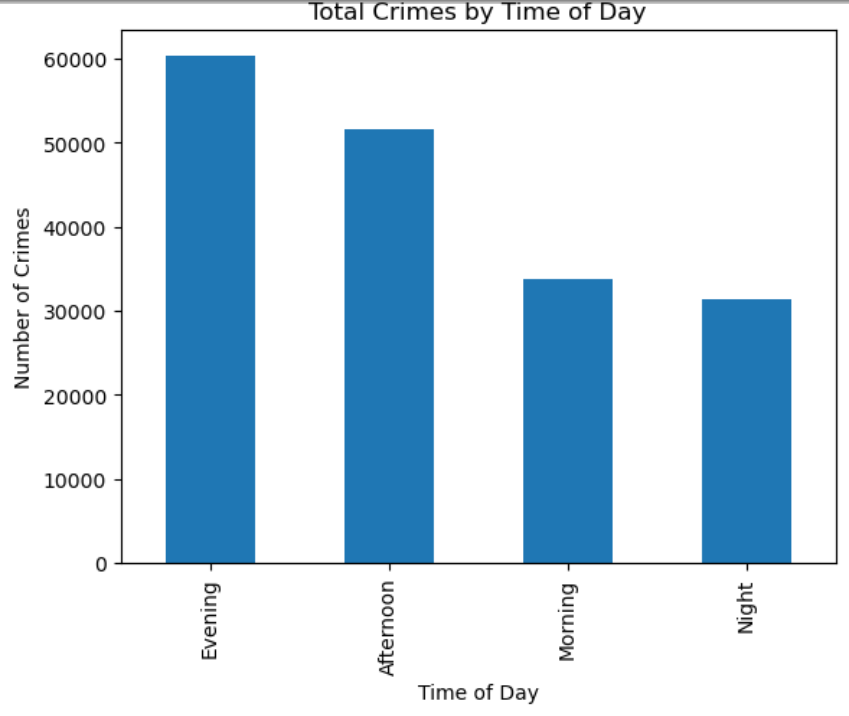 Total Crimes by Time of Day
60000
50000
40000
30000
20000
10000
0
Number of Crimes
Evening
Afternoon
Morning
Night
Time of Day